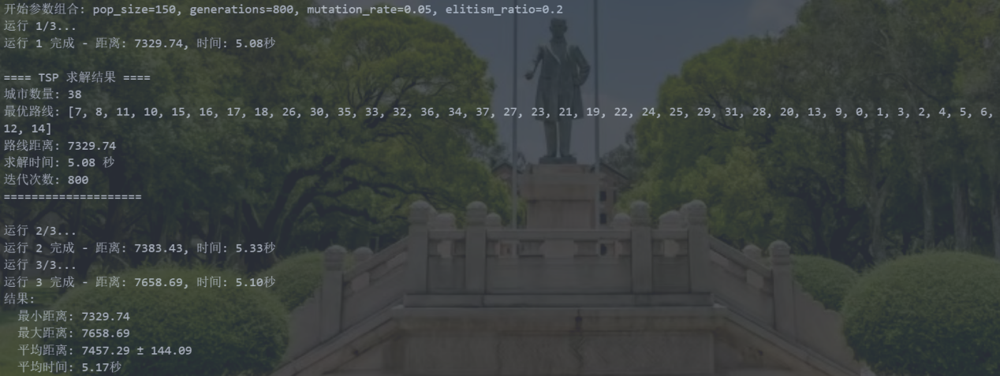 开始参数组合: pop_size=150, generations=800, mutation_rate=0.05, elitism_ratio=0.2
运行 1/3...
运行 1 完成 - 距离: 7329.74, 时间: 5.08秒
==== TSP 求解结果 ====
城市数量: 38
最优路线: [7, 8, 11, 10, 15, 16, 17, 18, 26, 30, 35, 33, 32, 36, 34, 37, 27, 23, 21, 19, 22, 24, 25, 29, 31, 28, 20, 13, 9, 0, 1, 3, 2, 4, 5, 6,
12, 14]
路线距离: 7329.74
求解时间: 5.08 秒
迭代次数: 800
====================
运行 2/3...
运行 2 完成 - 距离: 7383.43, 时间: 5.33秒
运行 3/3...
运行 3 完成 - 距离: 7658.69, 时间: 5.10秒
结果:
最小距离: 7329.74
最大距离: 7658.69
平均距离: 7457.29 ± 144.09
平均时间: 5.17秒